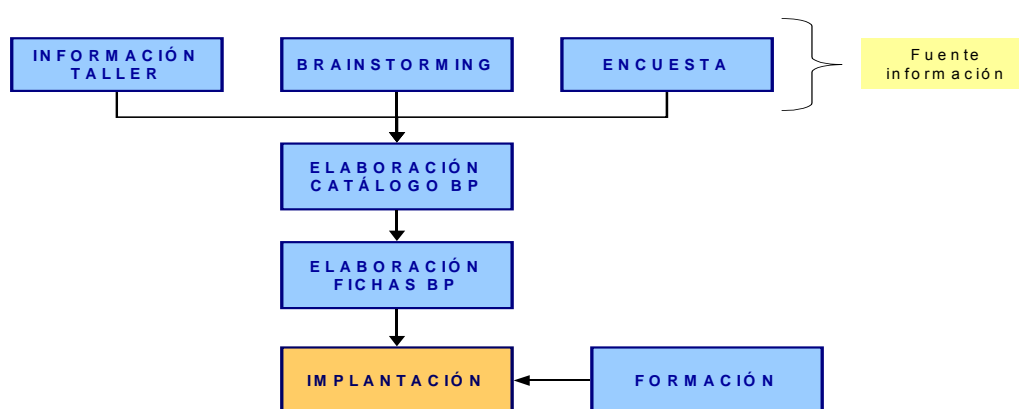 INFORMACIÓN
TALLER
BRAINSTORMING
ENCUESTA
Fuente
información
ELABORACIÓN
CATÁLOGO BP
ELABORACIÓN
FICHAS BP
IMPLANTACIÓN
FORMACIÓN